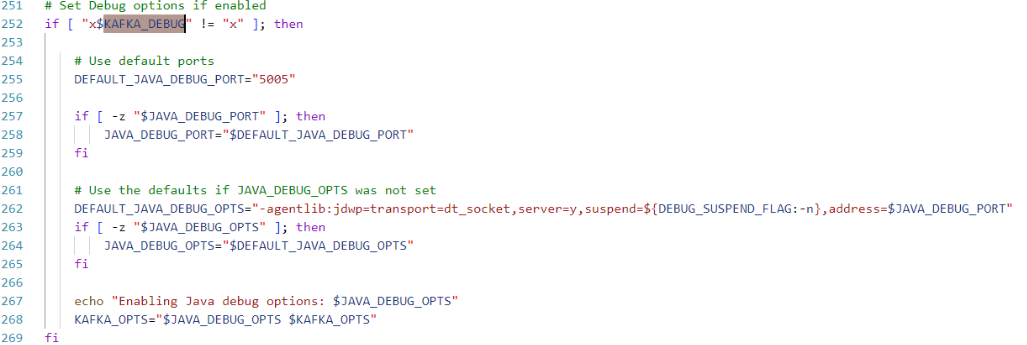 251 # Set Debug options if enabled
252 if [ "x$KAFKA_DEBUG" != "x" ]; then
253
254 # Use default ports
255 DEFAULT_JAVA_DEBUG_PORT="5005"
256
257 if [ -z "$JAVA_DEBUG_PORT" ]; then
258 JAVA_DEBUG_PORT="$DEFAULT_JAVA_DEBUG_PORT"
259 fi
260
261 # Use the defaults if JAVA_DEBUG_OPTS was not set
262 DEFAULT_JAVA_DEBUG_OPTS="-agentlib:jdwp=transport=dt_socket,server=y,suspend=${DEBUG_SUSPEND_FLAG:-n},address=$JAVA_DEBUG_PORT"
263 if [ -z "$JAVA_DEBUG_OPTS" ]; then
264 JAVA_DEBUG_OPTS="$DEFAULT_JAVA_DEBUG_OPTS"
265 fi
266
267 echo "Enabling Java debug options: $JAVA_DEBUG_OPTS"
268 KAFKA_OPTS="$JAVA_DEBUG_OPTS $KAFKA_OPTS"
269 fi